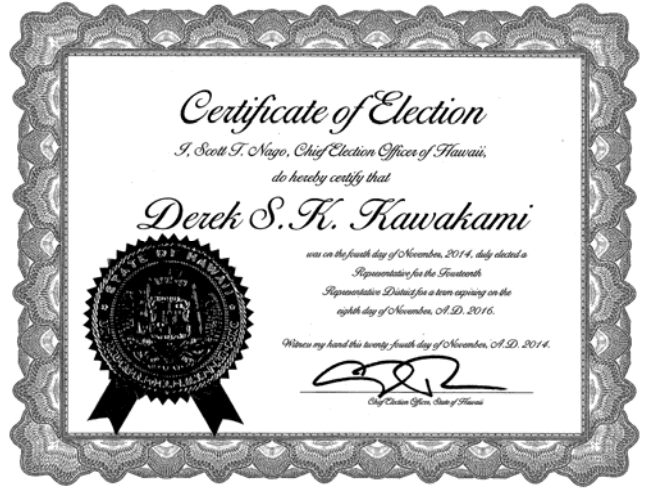 Certificate of Election
I, Scott T. Nago, Chief Election Officer of Hawaii,
do hereby certify that
Derek S.K. Kawakami
was on the fourth day of November, 2014, duly elected a
Representative for the Fourteenth
Representative District for a term expiring on the
eighth day of November, A.D. 2016.
STATE OF HAWAII
Witness my hand this twenty-fourth day of November, A.D. 2014.
Chief Election Officer, State of Hawaii